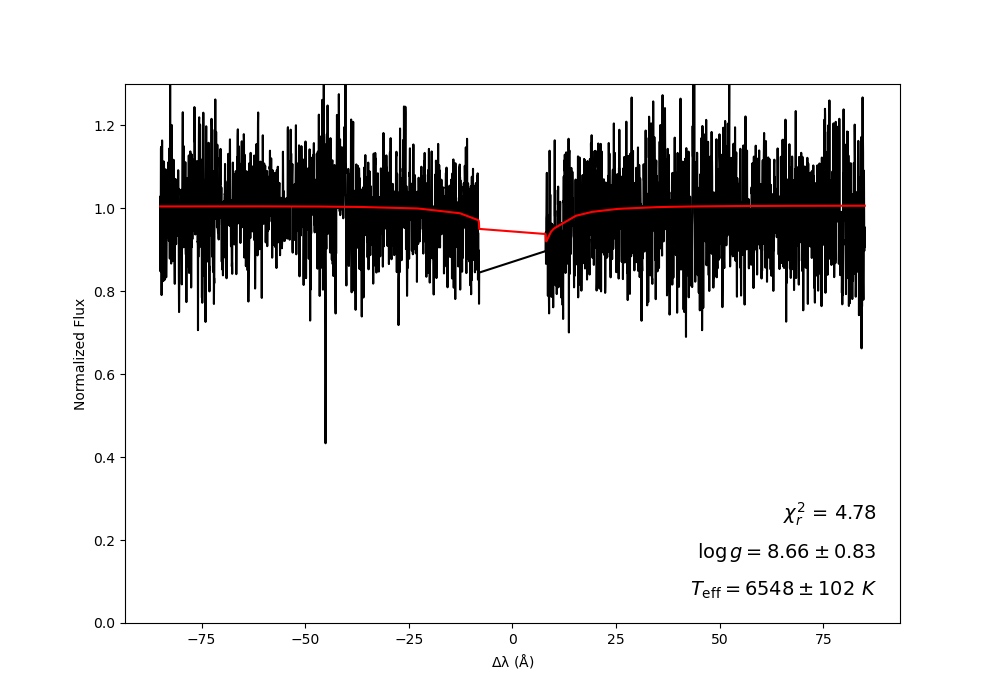 1.2
1.0
0.8
0.6
0.4
0.2
0.0
Normalized Flux
−75 −50 −25 0 25 50 75
Δλ (Å)
χ²ᵣ = 4.78
log g = 8.66 ± 0.83
T_eff = 6548 ± 102 K